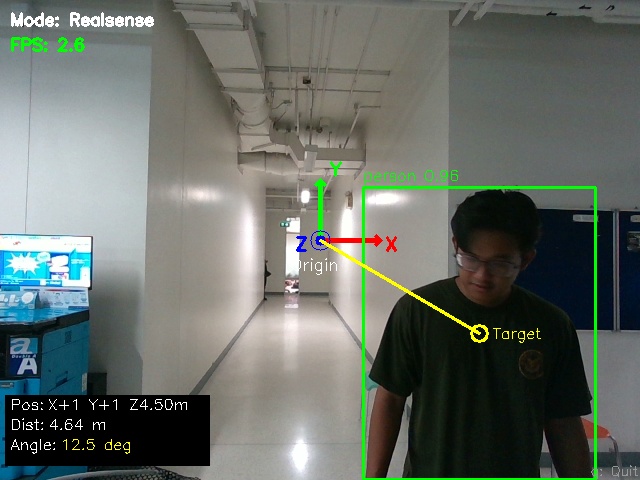 Mode: Realsense
FPS: 2.6
person 0.96
Y
Z
X
Origin
Target
a
A
Double A
Pos: X+1 Y+1 Z4.50m
Dist: 4.64 m
Angle: 12.5 deg
: Quit